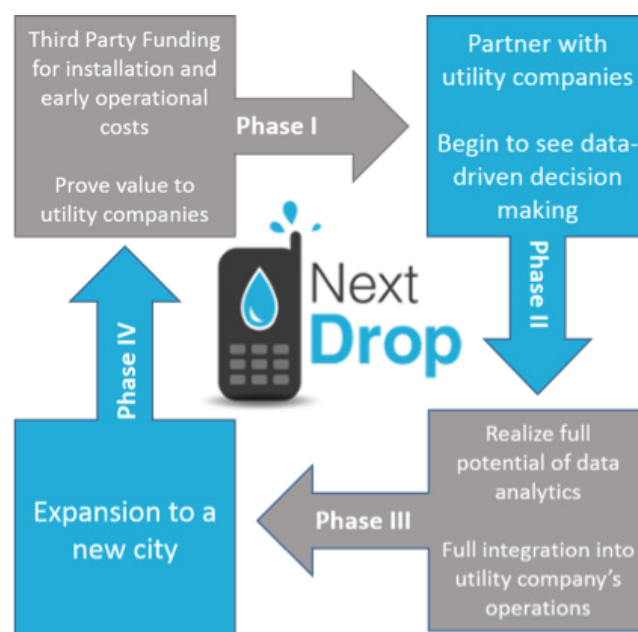 Third Party Funding
for installation and
early operational
costs
Prove value to
utility companies
Phase I
Partner with
utility companies
Begin to see data-
driven decision
making
Phase II
Next
Drop
Realize full
potential of data
analytics
Full integration into
utility company's
operations
Phase III
Expansion to a
new city
Phase IV